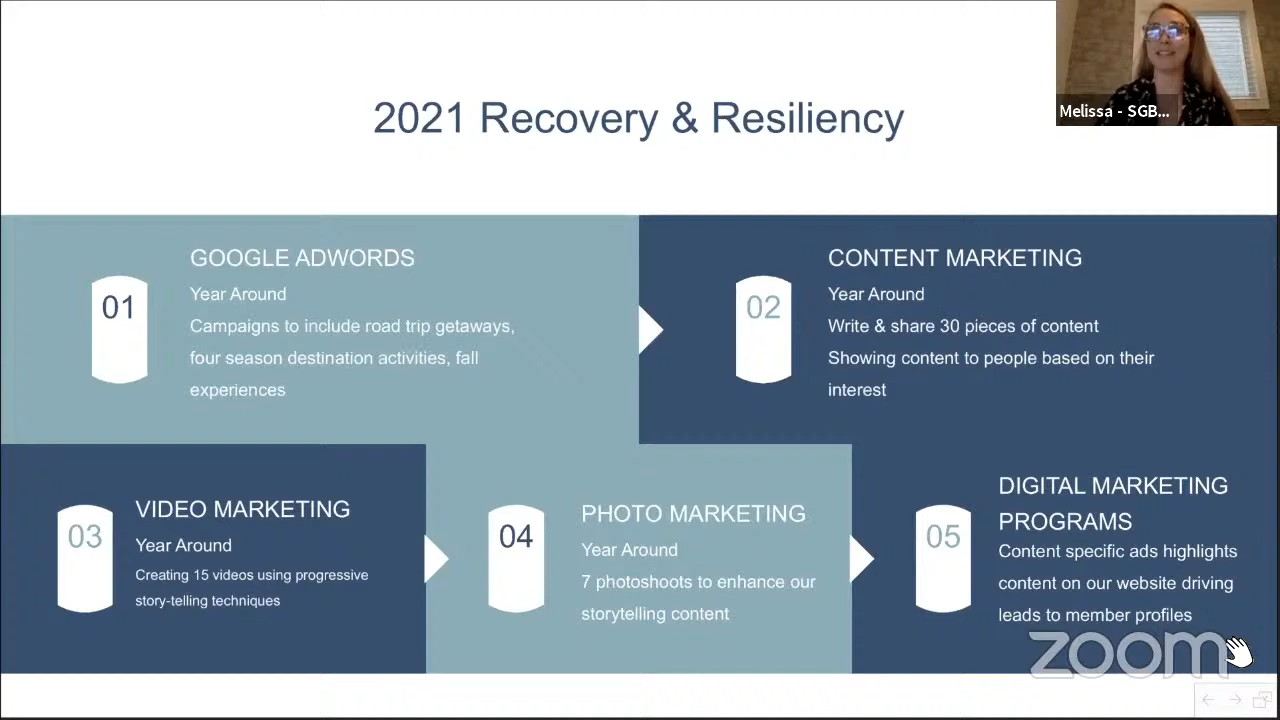 2021 Recovery & Resiliency
Melissa - SGB...
01
GOOGLE ADWORDS
Year Around
Campaigns to include road trip getaways,
four season destination activities, fall
experiences
02
CONTENT MARKETING
Year Around
Write & share 30 pieces of content
Showing content to people based on their
interest
03
VIDEO MARKETING
Year Around
Creating 15 videos using progressive
story-telling techniques
04
PHOTO MARKETING
Year Around
7 photoshoots to enhance our
storytelling content
05
DIGITAL MARKETING
PROGRAMS
Content specific ads highlights
content on our website driving
leads to member profiles
zoom